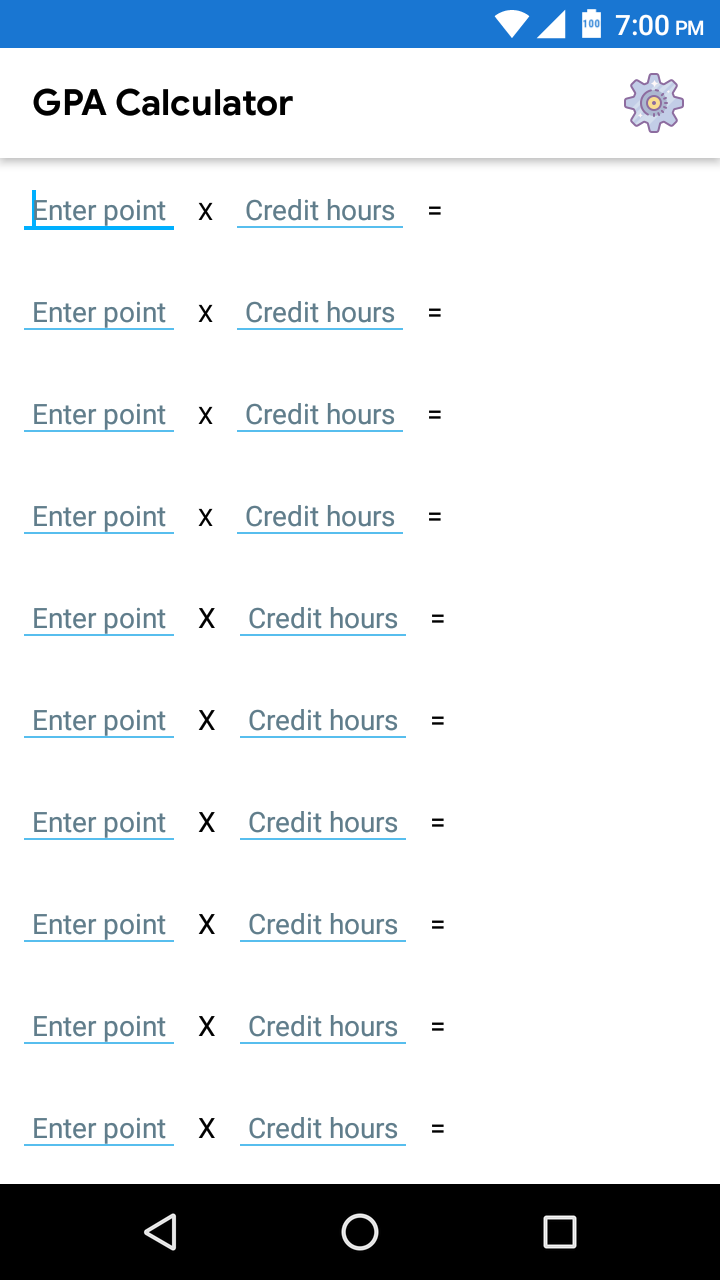 100 7:00 PM
GPA Calculator
Enter point x Credit hours =
Enter point x Credit hours =
Enter point x Credit hours =
Enter point x Credit hours =
Enter point X Credit hours =
Enter point X Credit hours =
Enter point X Credit hours =
Enter point X Credit hours =
Enter point X Credit hours =
Enter point X Credit hours =